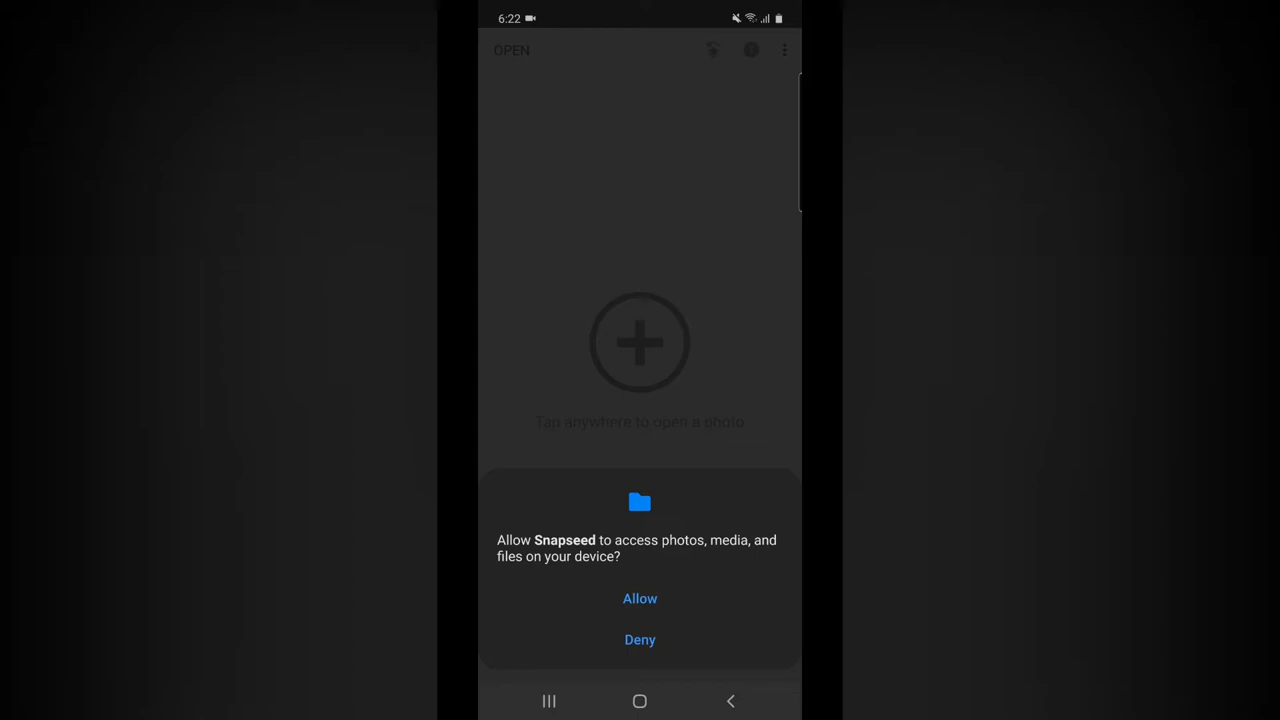 6:22
OPEN
Tap anywhere to open a photo
Allow Snapseed to access photos, media, and
files on your device?
Allow
Deny